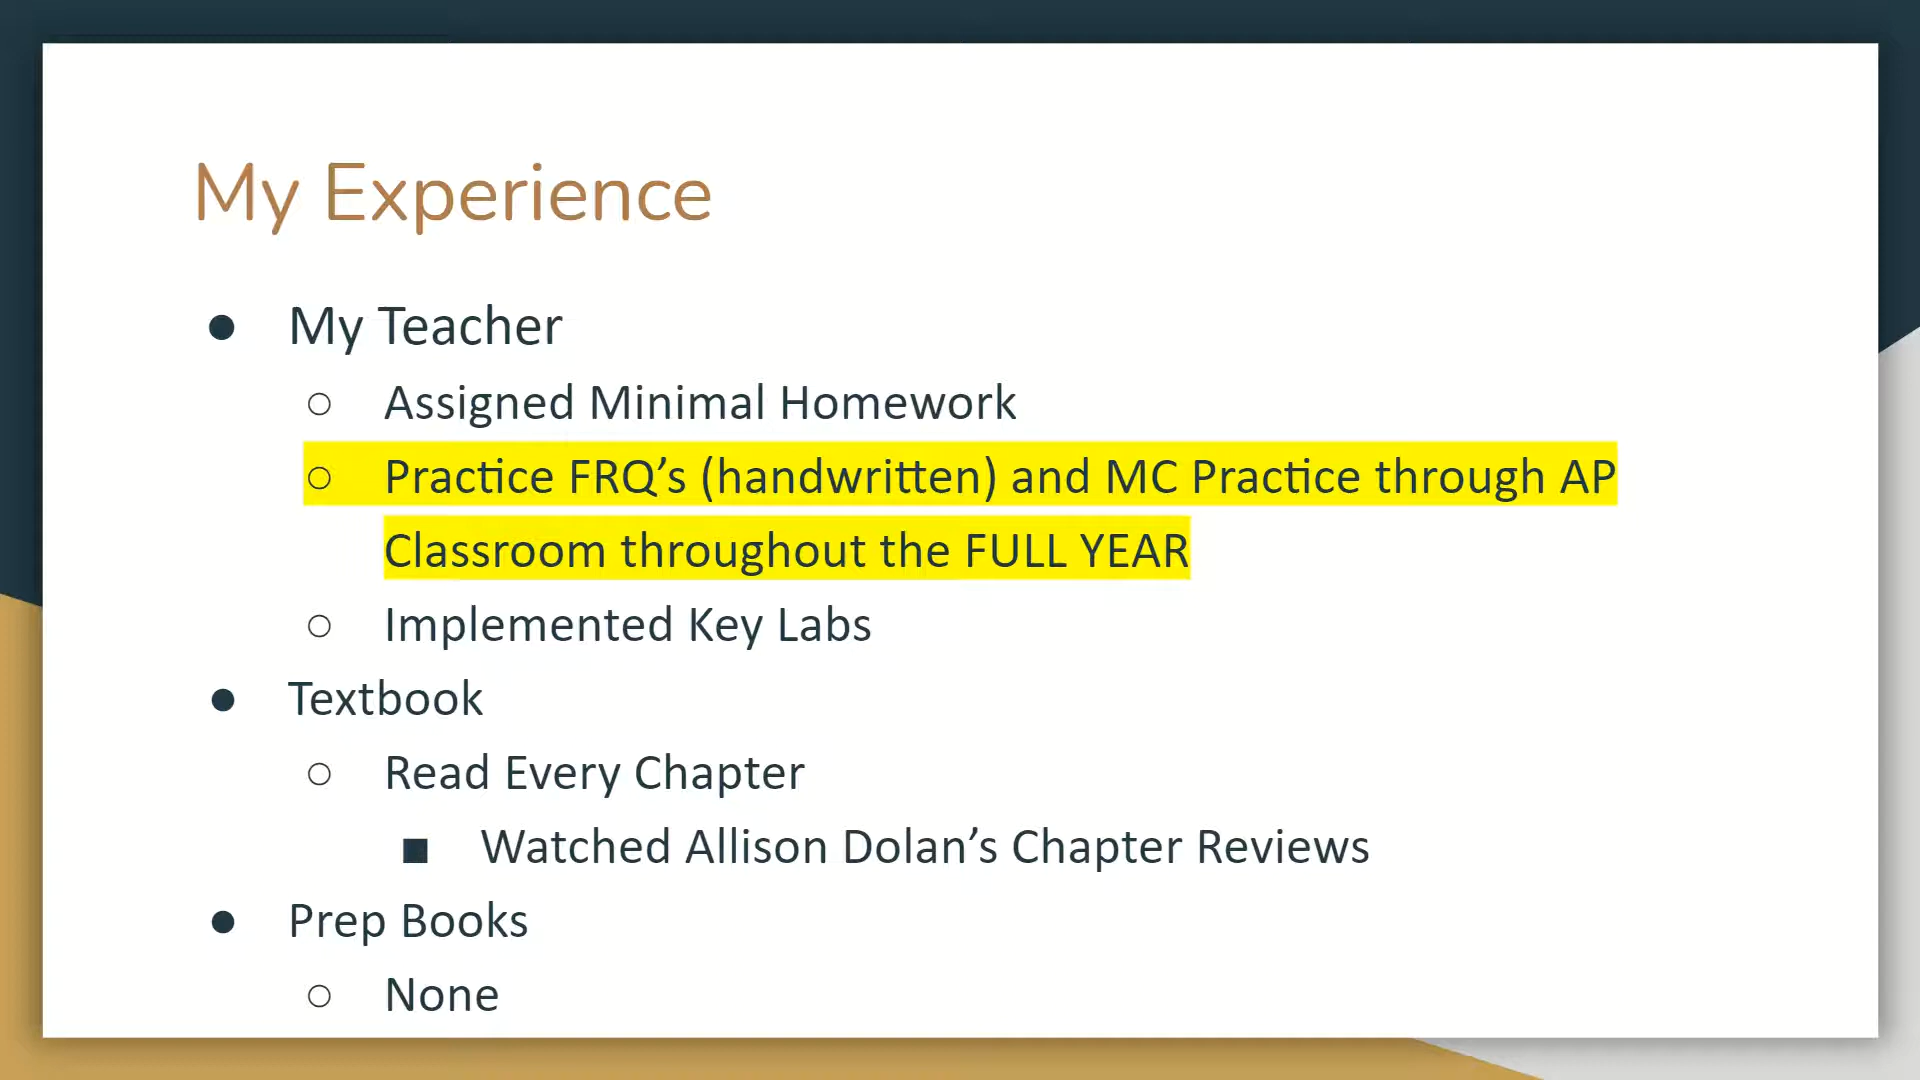 My Experience
● My Teacher
○ Assigned Minimal Homework
○ Practice FRQ’s (handwritten) and MC Practice through AP
Classroom throughout the FULL YEAR
○ Implemented Key Labs
● Textbook
○ Read Every Chapter
■ Watched Allison Dolan’s Chapter Reviews
● Prep Books
○ None